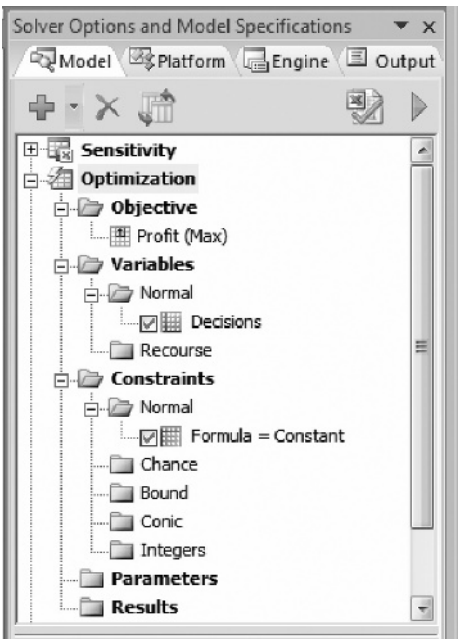 Solver Options and Model Specifications
Model Platform Engine Output
Sensitivity
Optimization
Objective
Profit (Max)
Variables
Normal
Decisions
Recourse
Constraints
Normal
Formula = Constant
Chance
Bound
Conic
Integers
Parameters
Results